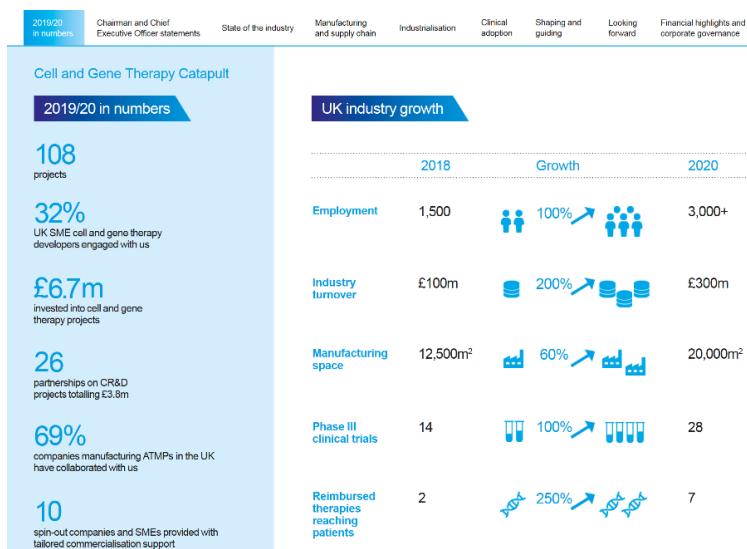 2019/20
in numbers
Chairman and Chief
Executive Officer statements
State of the industry
Manufacturing
and supply chain
Industrialisation
Clinical
adoption
Shaping and
guiding
Looking
forward
Financial highlights and
corporate governance
Cell and Gene Therapy Catapult
2019/20 in numbers
108
projects
32%
UK SME cell and gene therapy
developers engaged with us
£6.7m
invested into cell and gene
therapy projects
26
partnerships on CR&D
projects totalling £3.8m
69%
companies manufacturing ATMPs in the UK
have collaborated with us
10
spin-out companies and SMEs provided with
tailored commercialisation support
UK industry growth
2018 Growth 2020
Employment 1,500 100% 3,000+
Industry
turnover £100m 200% £300m
Manufacturing
space 12,500m² 60% 20,000m²
Phase III
clinical trials 14 100% 28
Reimbursed
therapies
reaching
patients 2 250% 7